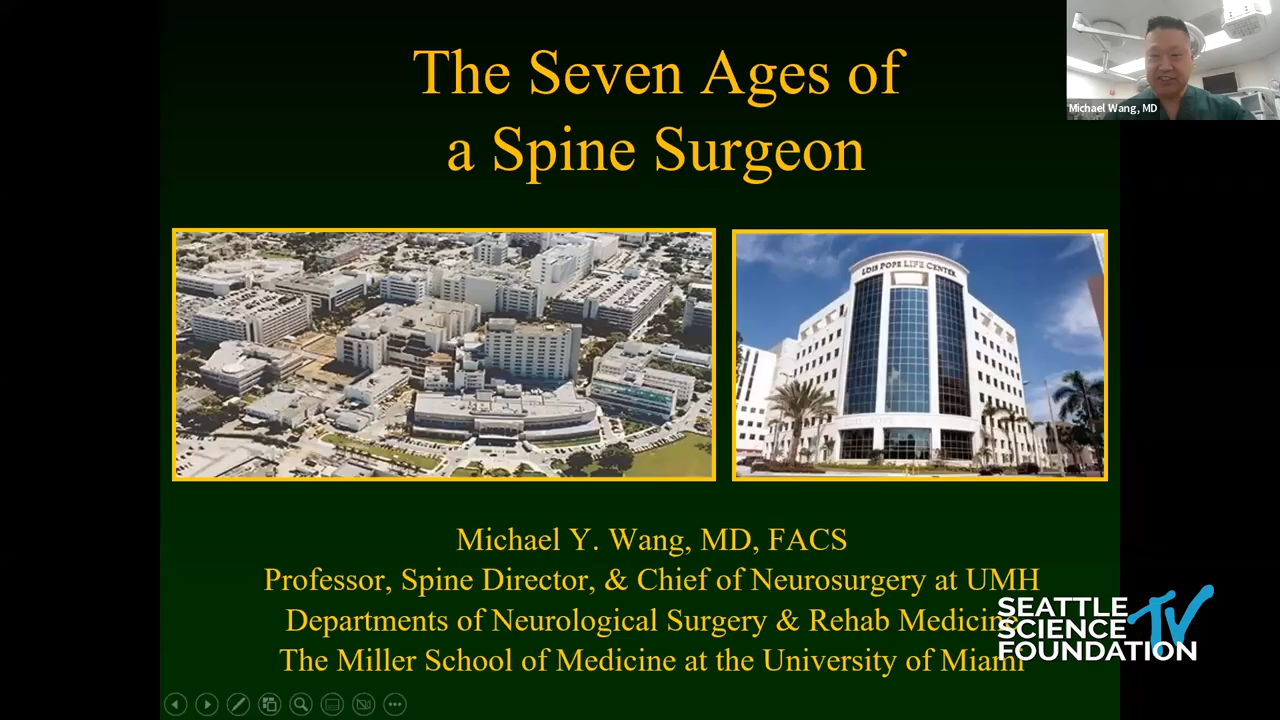 The Seven Ages of
a Spine Surgeon
Michael Wang, MD
LOIS POPE LIFE CENTER
Michael Y. Wang, MD, FACS
Professor, Spine Director, & Chief of Neurosurgery at UMH
Departments of Neurological Surgery & Rehab Medicine
The Miller School of Medicine at the University of Miami
SEATTLE
SCIENCE TV
FOUNDATION